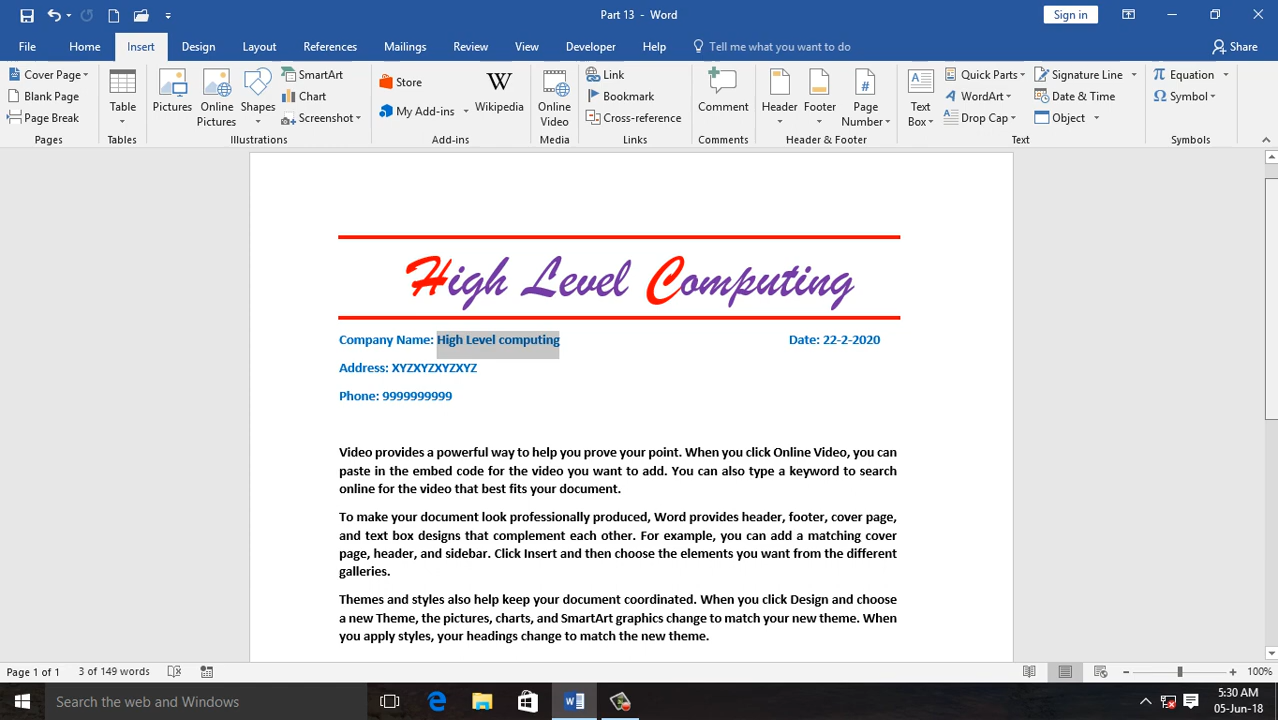 Part 13 - Word
Sign in
File Home Insert Design Layout References Mailings Review View Developer Help Tell me what you want to do Share
Cover Page
Blank Page
Page Break
Pages
Table
Tables
Pictures
Online Pictures
Shapes
SmartArt
Chart
Screenshot
Illustrations
Store
My Add-ins
Wikipedia
Add-ins
Online Video
Media
Link
Bookmark
Cross-reference
Links
Comment
Comments
Header
Footer
Page Number
Header & Footer
Text Box
Quick Parts
WordArt
Drop Cap
Signature Line
Date & Time
Object
Text
Equation
Symbol
Symbols
High Level Computing
Company Name: High Level computing Date: 22-2-2020
Address: XYZXYZXYZXYZ
Phone: 9999999999
Video provides a powerful way to help you prove your point. When you click Online Video, you can
paste in the embed code for the video you want to add. You can also type a keyword to search
online for the video that best fits your document.
To make your document look professionally produced, Word provides header, footer, cover page,
and text box designs that complement each other. For example, you can add a matching cover
page, header, and sidebar. Click Insert and then choose the elements you want from the different
galleries.
Themes and styles also help keep your document coordinated. When you click Design and choose
a new Theme, the pictures, charts, and SmartArt graphics change to match your new theme. When
you apply styles, your headings change to match the new theme.
Page 1 of 1 3 of 149 words 100%
Search the web and Windows
5:30 AM
05-Jun-18